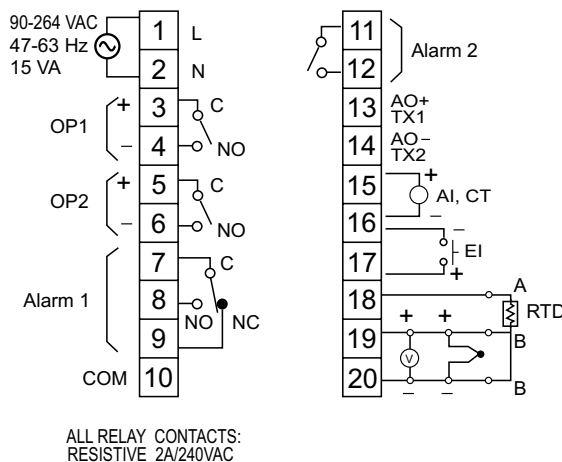 90-264 VAC
47-63 Hz
15 VA
1 L
2 N
OP1 + 3 C
− 4 NO
OP2 + 5 C
− 6 NO
Alarm 1
7 C
8 NO NC
9
COM 10
11
12
Alarm 2
13 AO+
TX1
14 AO−
TX2
15 +
AI, CT
16 −
−
EI
17 +
18 A
RTD
19 + + B
V
20 − − B
ALL RELAY CONTACTS:
RESISTIVE 2A/240VAC